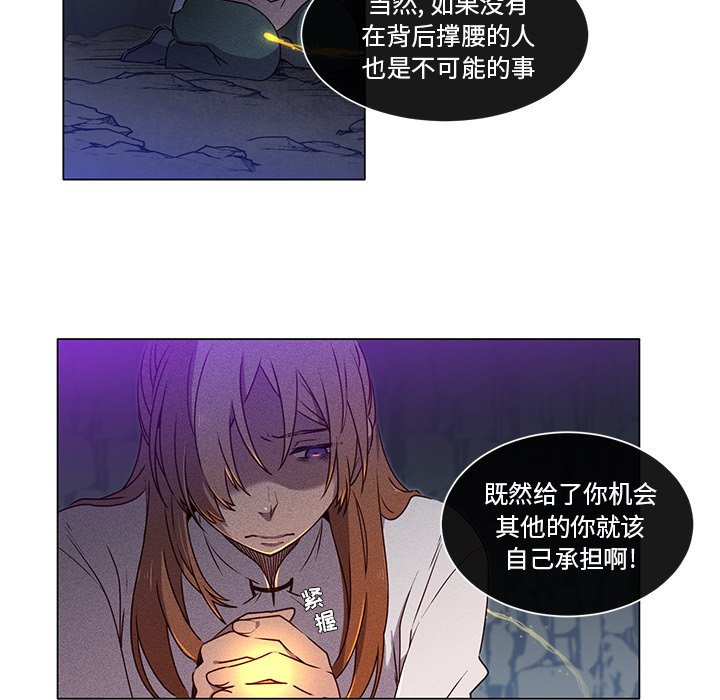 当然, 如果没有
在背后撑腰的人
也是不可能的事
既然给了你机会
其他的你就该
自己承担啊!
紧握